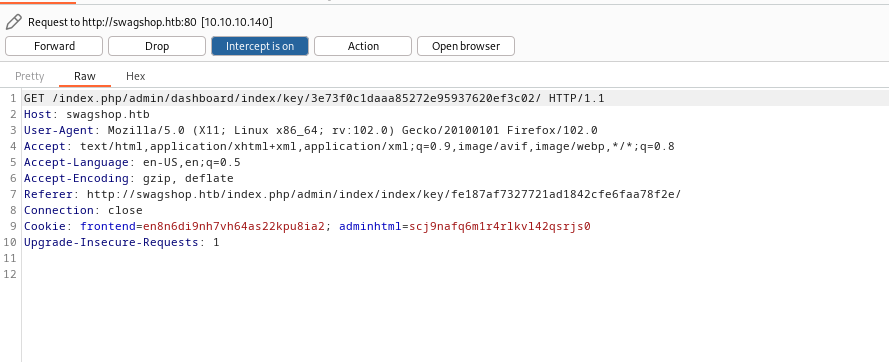 Request to http://swagshop.htb:80 [10.10.10.140]
Forward Drop Intercept is on Action Open browser
Pretty Raw Hex
1 GET /index.php/admin/dashboard/index/key/3e73f0c1daaa85272e95937620ef3c02/ HTTP/1.1
2 Host: swagshop.htb
3 User-Agent: Mozilla/5.0 (X11; Linux x86_64; rv:102.0) Gecko/20100101 Firefox/102.0
4 Accept: text/html,application/xhtml+xml,application/xml;q=0.9,image/avif,image/webp,*/*;q=0.8
5 Accept-Language: en-US,en;q=0.5
6 Accept-Encoding: gzip, deflate
7 Referer: http://swagshop.htb/index.php/admin/index/index/key/fe187af7327721ad1842cfe6faa78f2e/
8 Connection: close
9 Cookie: frontend=en8n6di9nh7vh64as22kpu8ia2; adminhtml=scj9nafq6m1r4rlkvl42qsrjs0
10 Upgrade-Insecure-Requests: 1
11
12